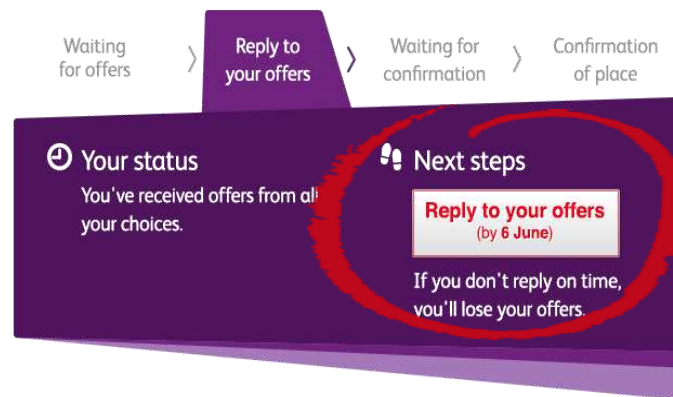 Waiting
for offers
Reply to
your offers
Waiting for
confirmation
Confirmation
of place
Your status
You've received offers from all
your choices.
Next steps
Reply to your offers
(by 6 June)
If you don't reply on time,
you'll lose your offers.